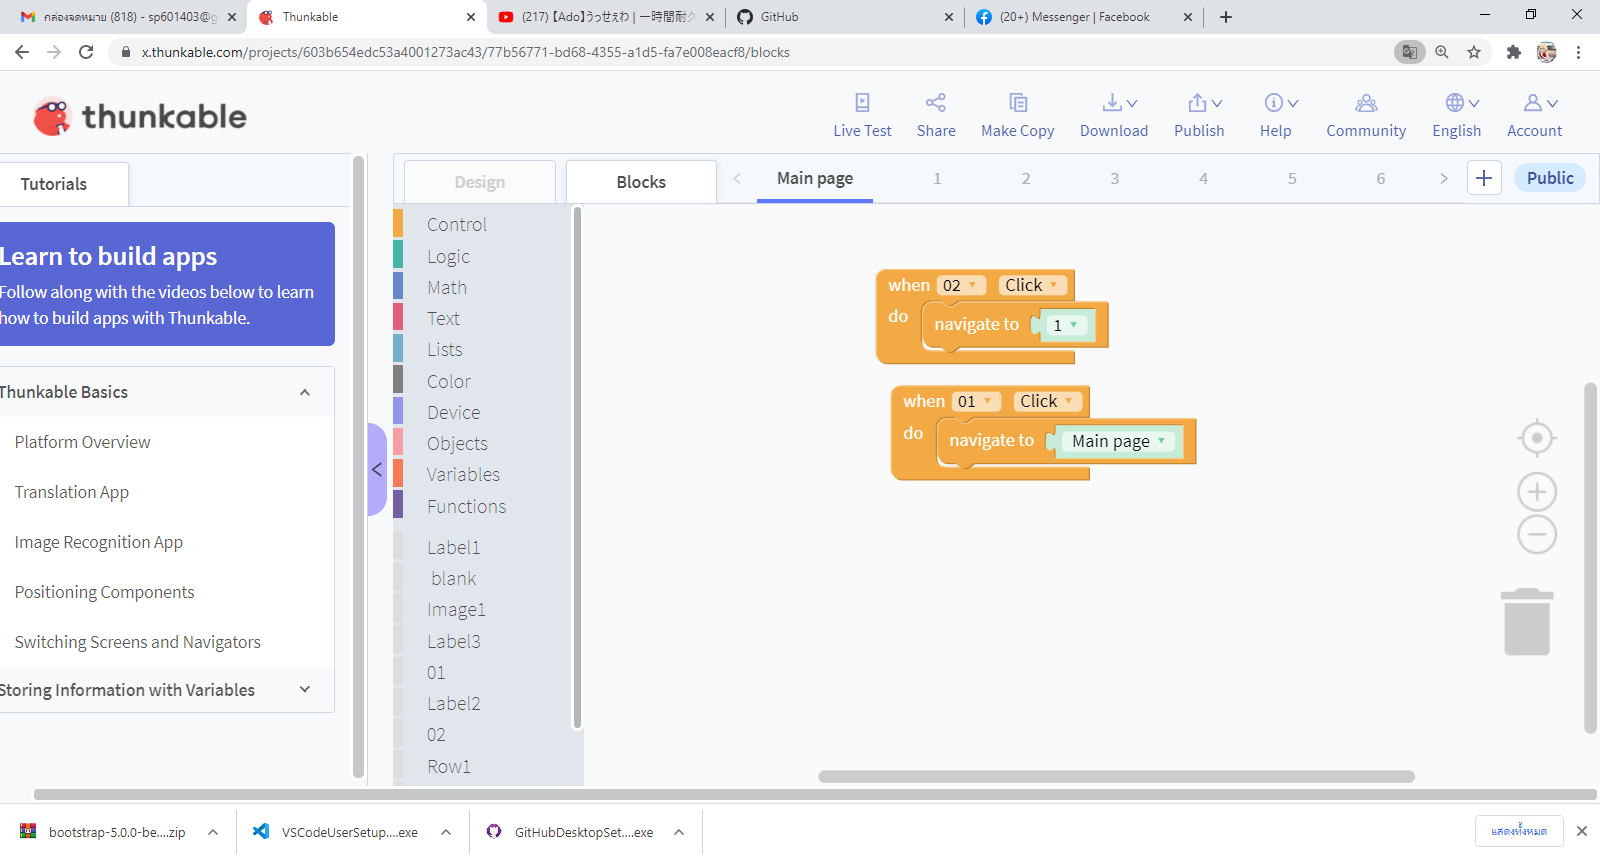 กล่องจดหมาย (818) - sp601403@g
Thunkable
(217) 【Ado】うっせぇわ | 一時間耐久
GitHub
(20+) Messenger | Facebook
x.thunkable.com/projects/603b654edc53a4001273ac43/77b56771-bd68-4355-a1d5-fa7e008eacf8/blocks
thunkable
Live Test
Share
Make Copy
Download
Publish
Help
Community
English
Account
Tutorials
Design
Blocks
Main page
1
2
3
4
5
6
Public
Learn to build apps
Follow along with the videos below to learn
how to build apps with Thunkable.
Thunkable Basics
Platform Overview
Translation App
Image Recognition App
Positioning Components
Switching Screens and Navigators
Storing Information with Variables
Control
Logic
Math
Text
Lists
Color
Device
Objects
Variables
Functions
Label1
blank
Image1
Label3
01
Label2
02
Row1
when 02 Click
do navigate to 1
when 01 Click
do navigate to Main page
bootstrap-5.0.0-be....zip
VSCodeUserSetup....exe
GitHubDesktopSet....exe
แสดงทั้งหมด